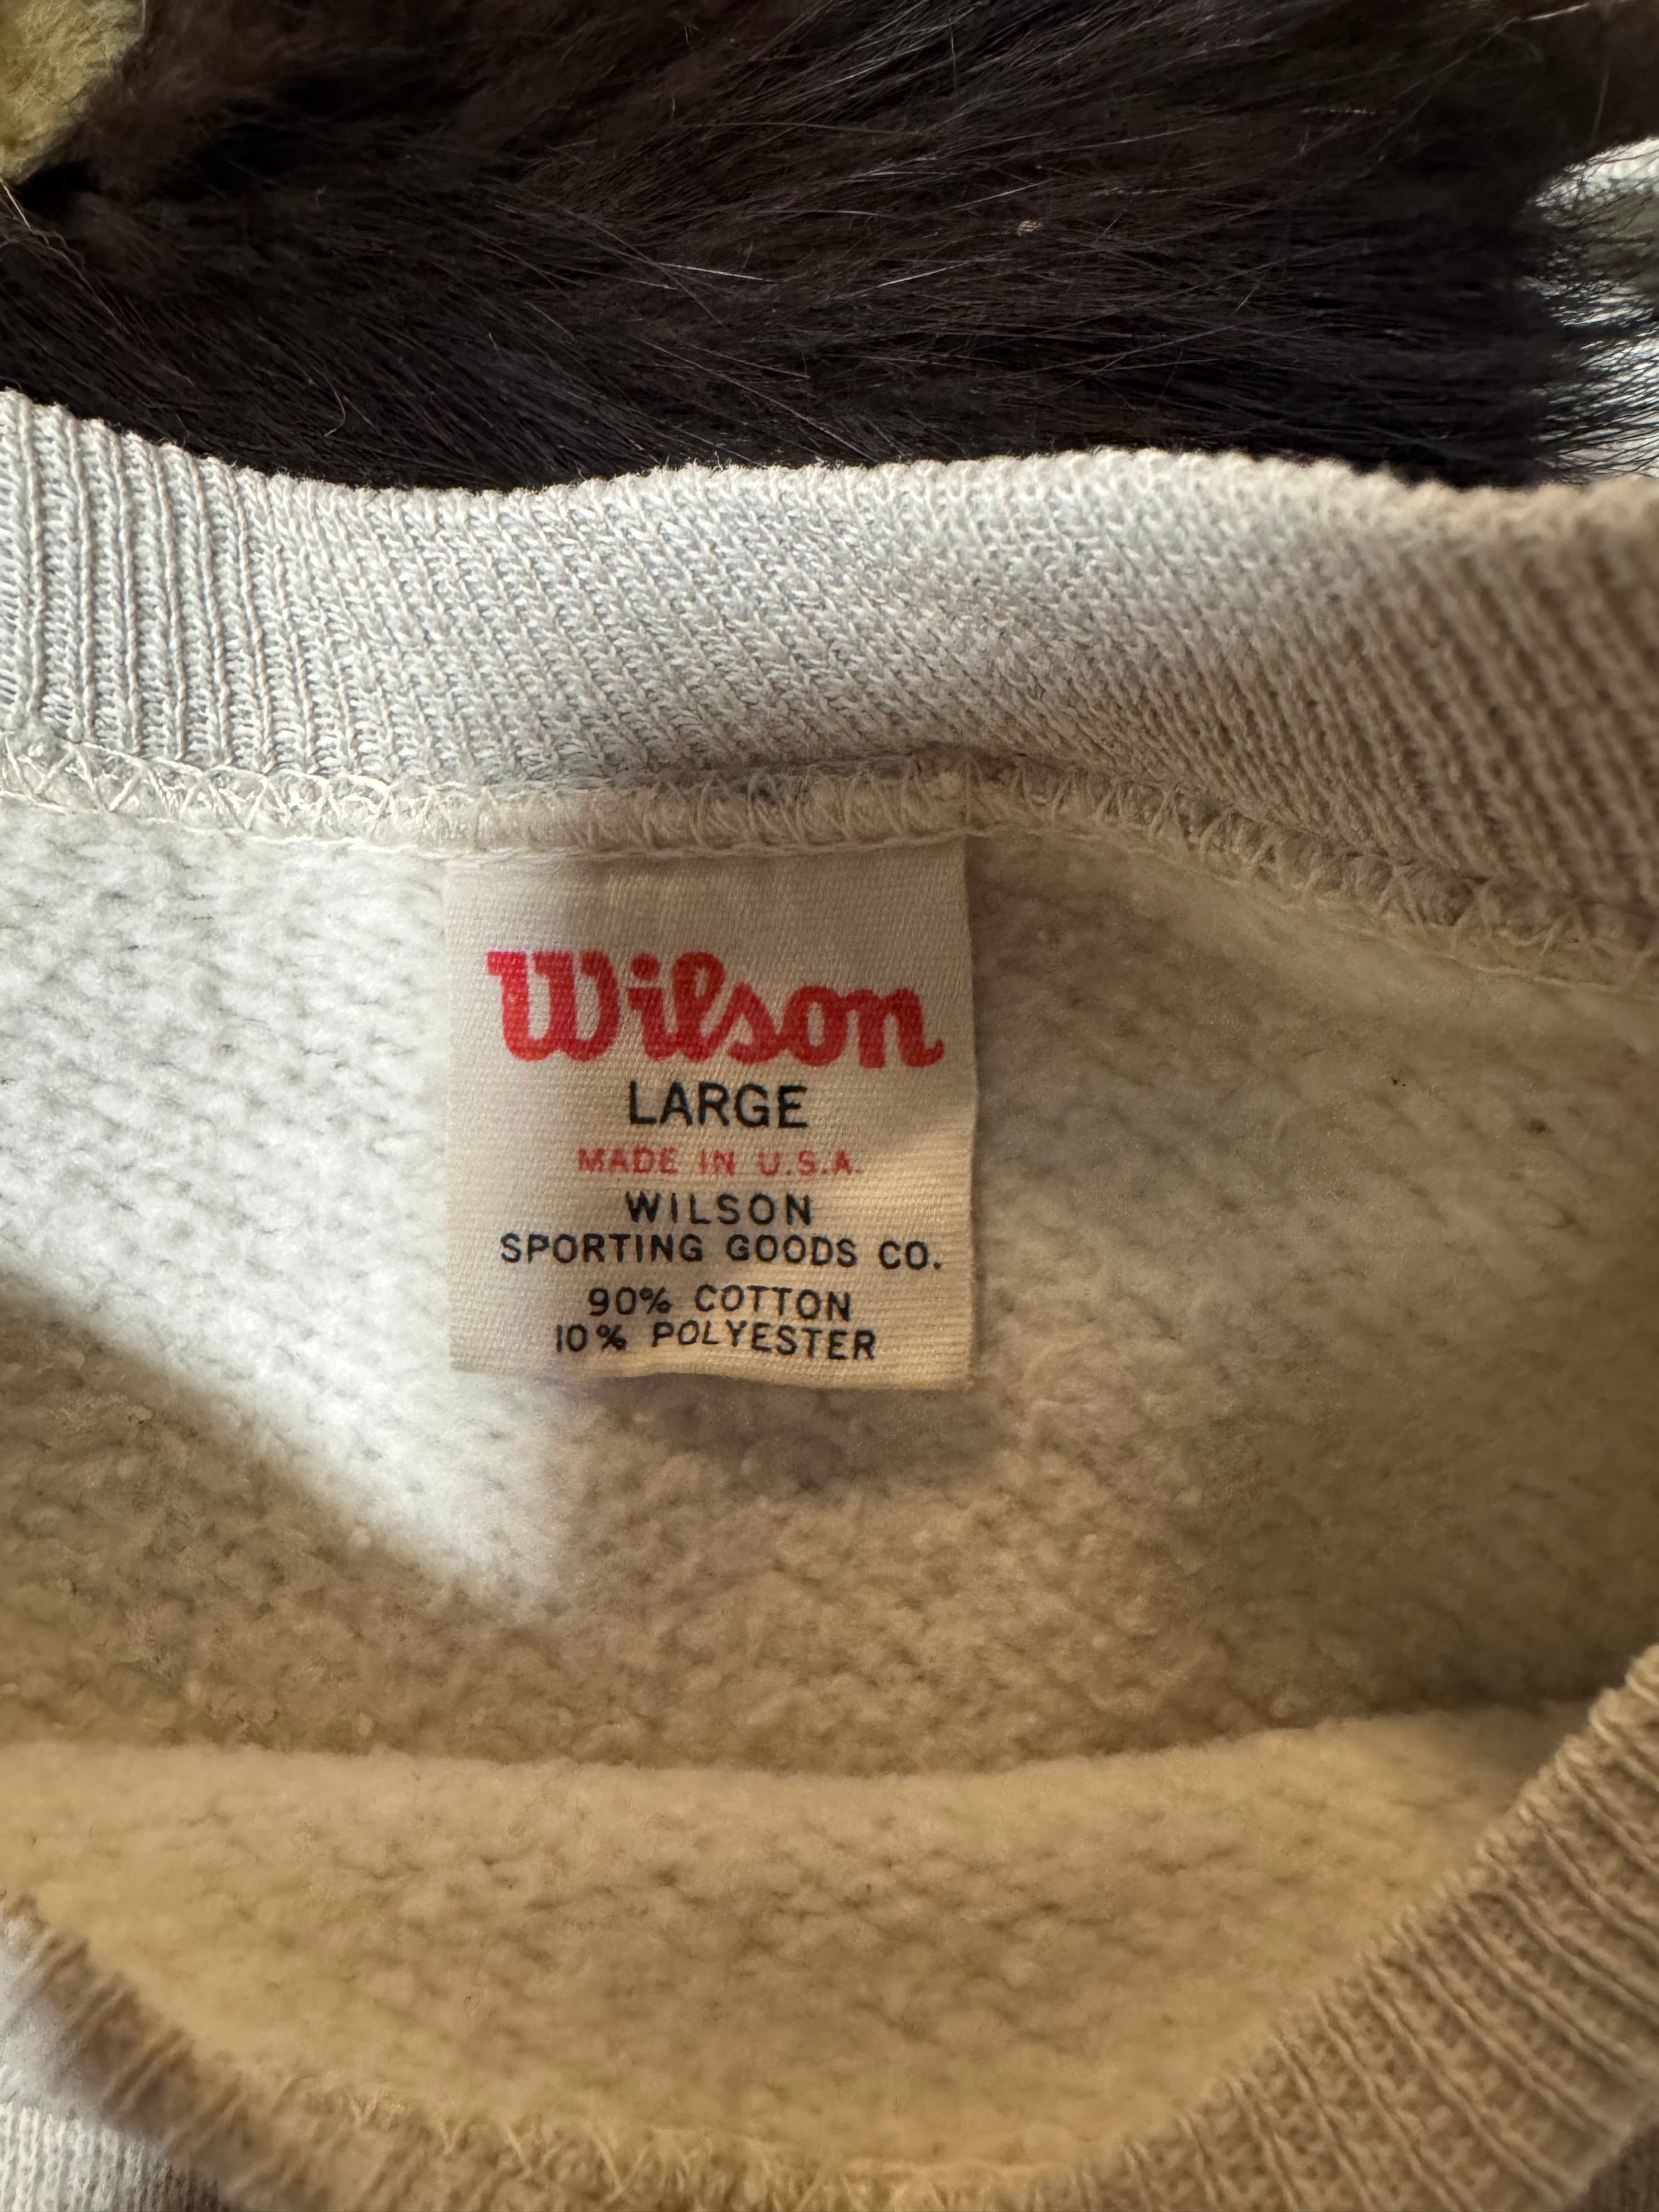 Wilson
LARGE
MADE IN U.S.A.
WILSON
SPORTING GOODS CO.
90% COTTON
10% POLYESTER